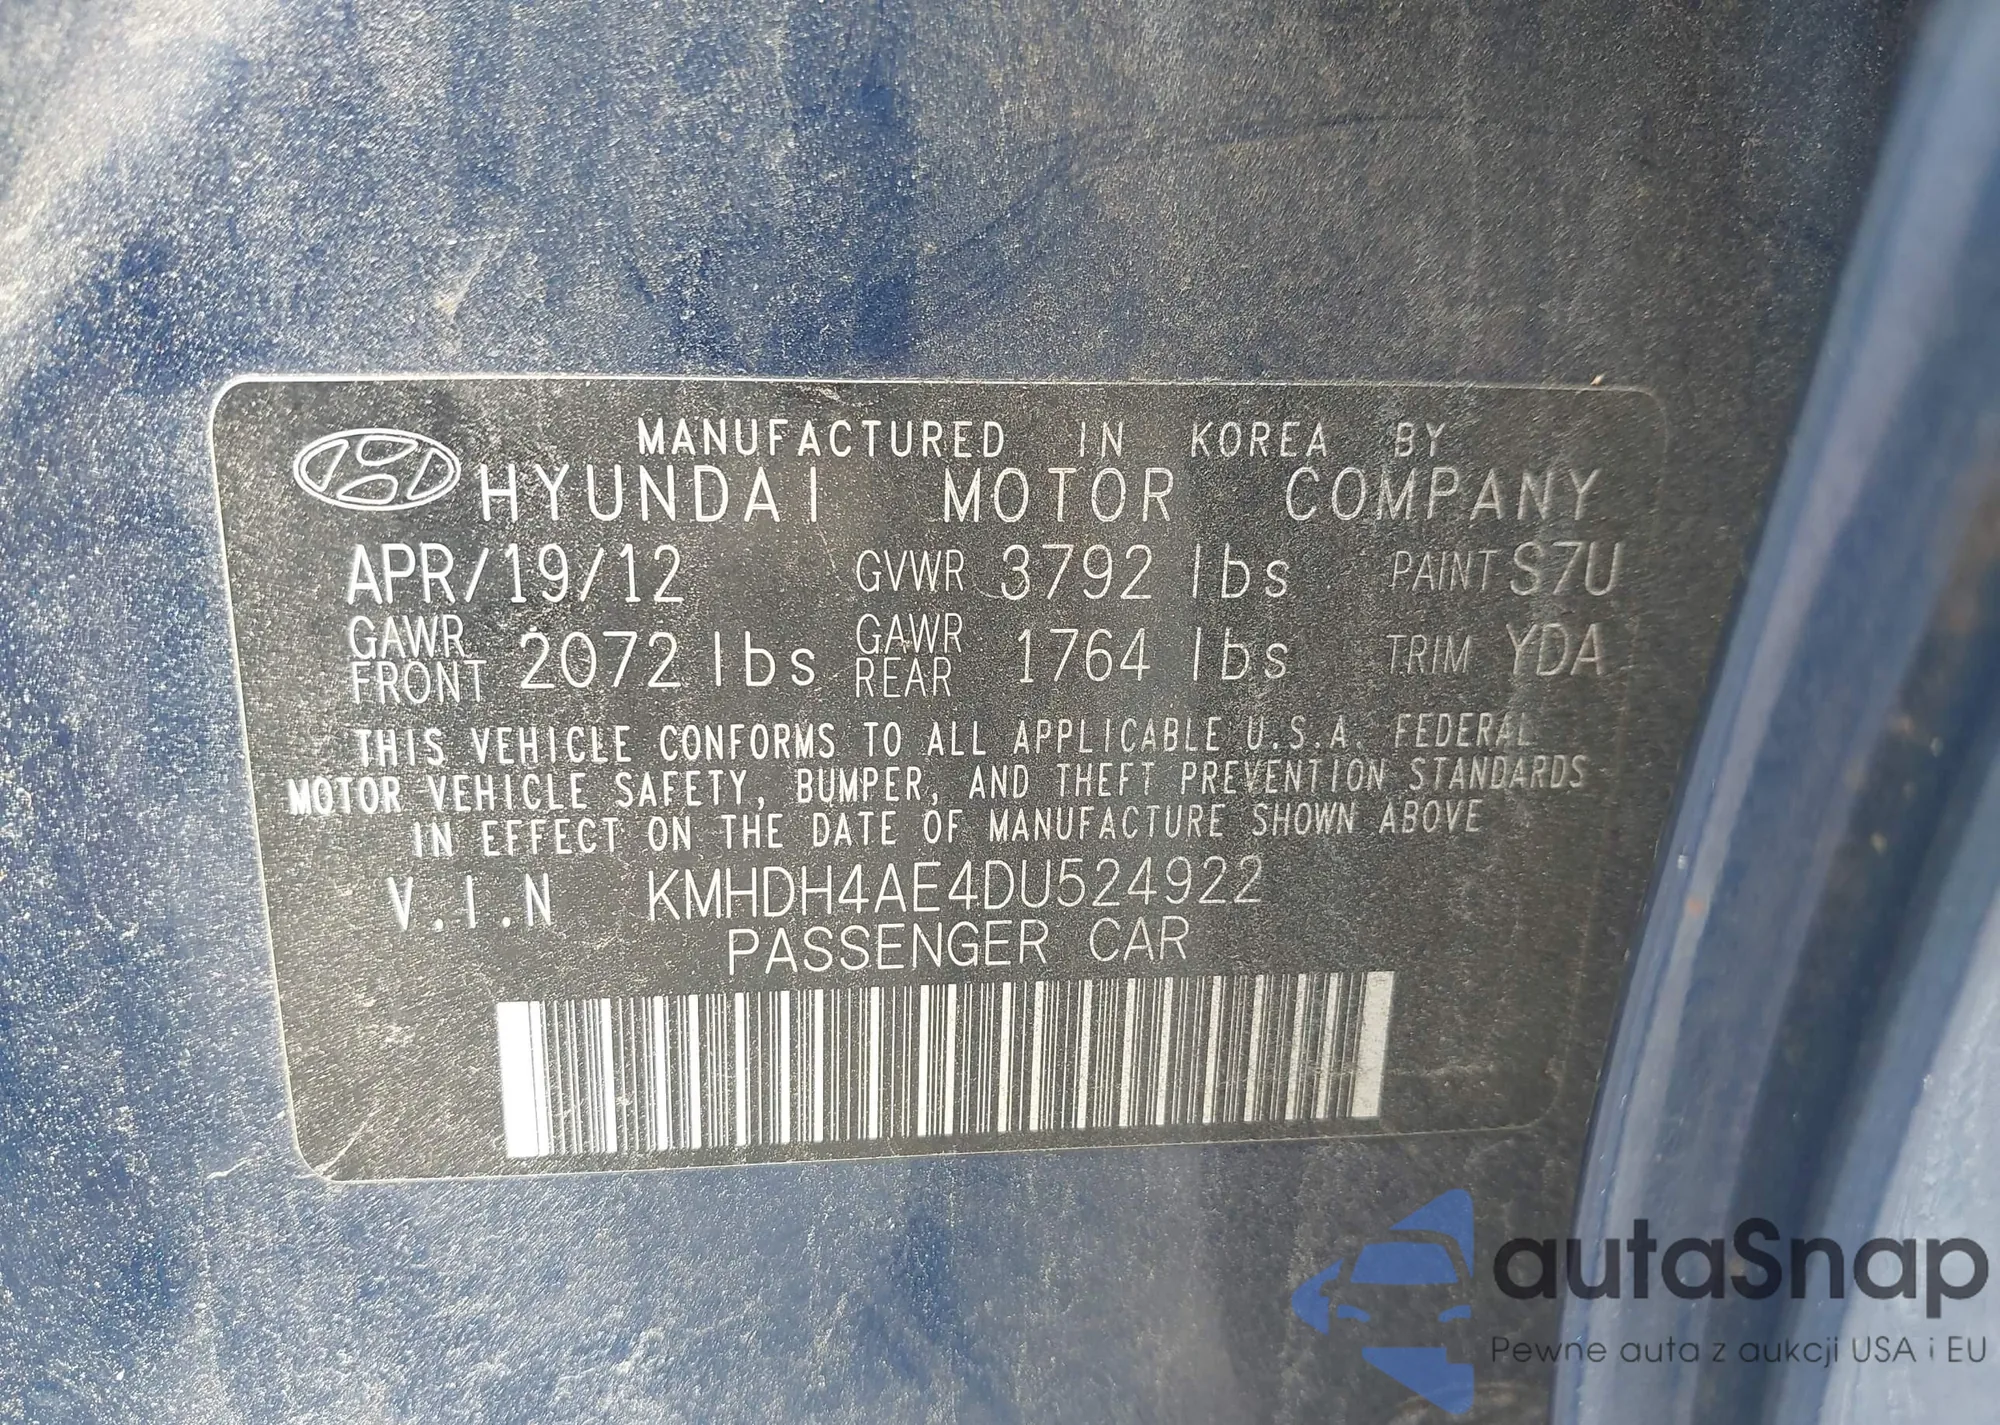 MANUFACTURED IN KOREA BY
HYUNDAI MOTOR COMPANY
APR/19/12 GVWR 3792 lbs PAINT S7U
GAWR FRONT 2072 lbs GAWR REAR 1764 lbs TRIM YDA
THIS VEHICLE CONFORMS TO ALL APPLICABLE U.S.A. FEDERAL
MOTOR VEHICLE SAFETY, BUMPER, AND THEFT PREVENTION STANDARDS
IN EFFECT ON THE DATE OF MANUFACTURE SHOWN ABOVE
V.I.N KMHDH4AE4DU524922
PASSENGER CAR
autaSnap
Pewne auta z aukcji USA i EU